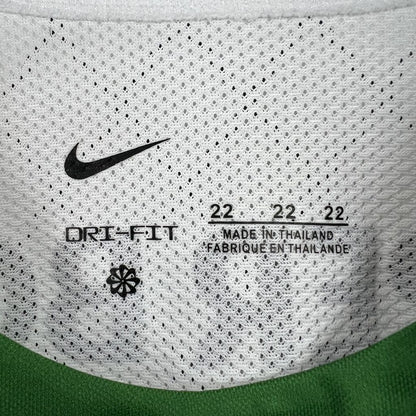 DRI-FIT
22 22 22
MADE IN THAILAND
FABRIQUÉ EN THAÏLANDE